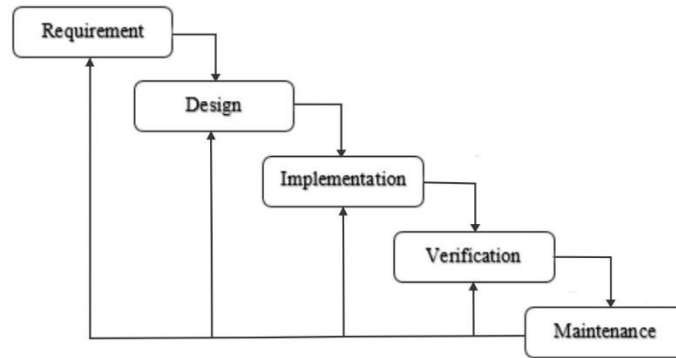 Requirement
Design
Implementation
Verification
Maintenance